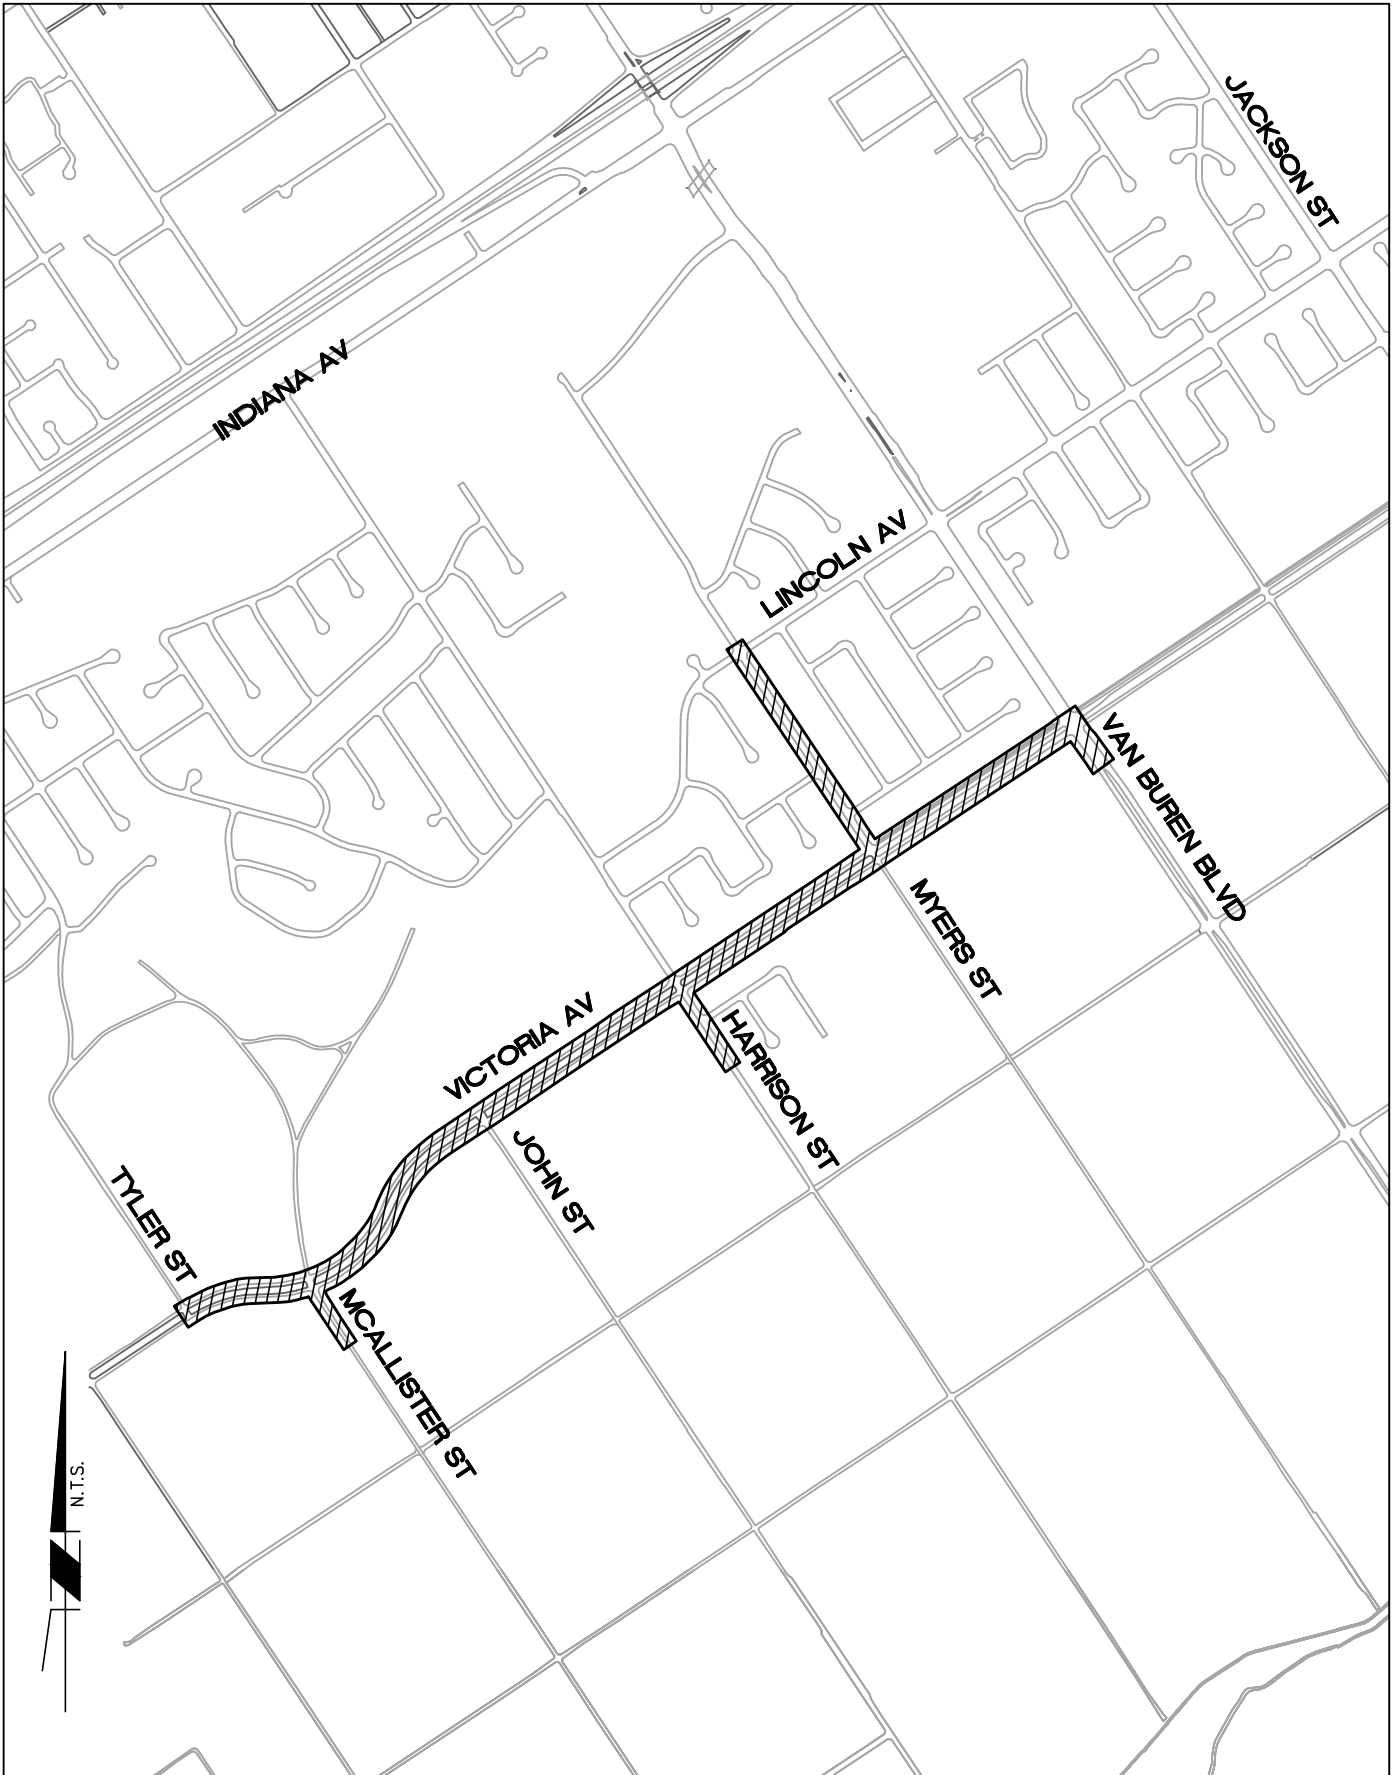 JACKSON ST
INDIANA AV
LINCOLN AV
VAN BUREN BLVD
MYERS ST
VICTORIA AV
HARRISON ST
JOHN ST
TYLER ST
MCALLISTER ST
N.T.S.